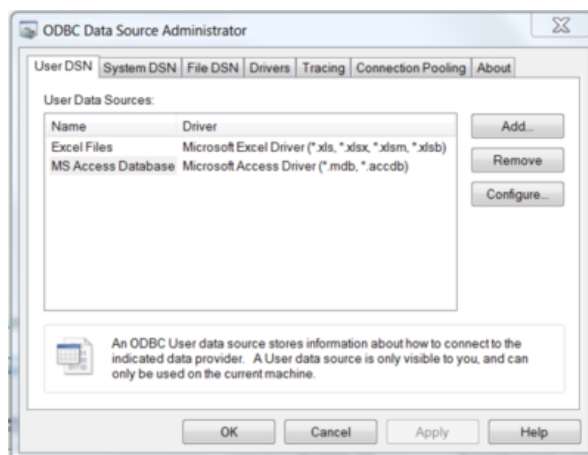 ODBC Data Source Administrator
User DSN System DSN File DSN Drivers Tracing Connection Pooling About
User Data Sources:
Name Driver
Excel Files Microsoft Excel Driver (*.xls, *.xlsx, *.xlsm, *.xlsb)
MS Access Database Microsoft Access Driver (*.mdb, *.accdb)
Add...
Remove
Configure...
An ODBC User data source stores information about how to connect to the
indicated data provider. A User data source is only visible to you, and can
only be used on the current machine.
OK Cancel Apply Help